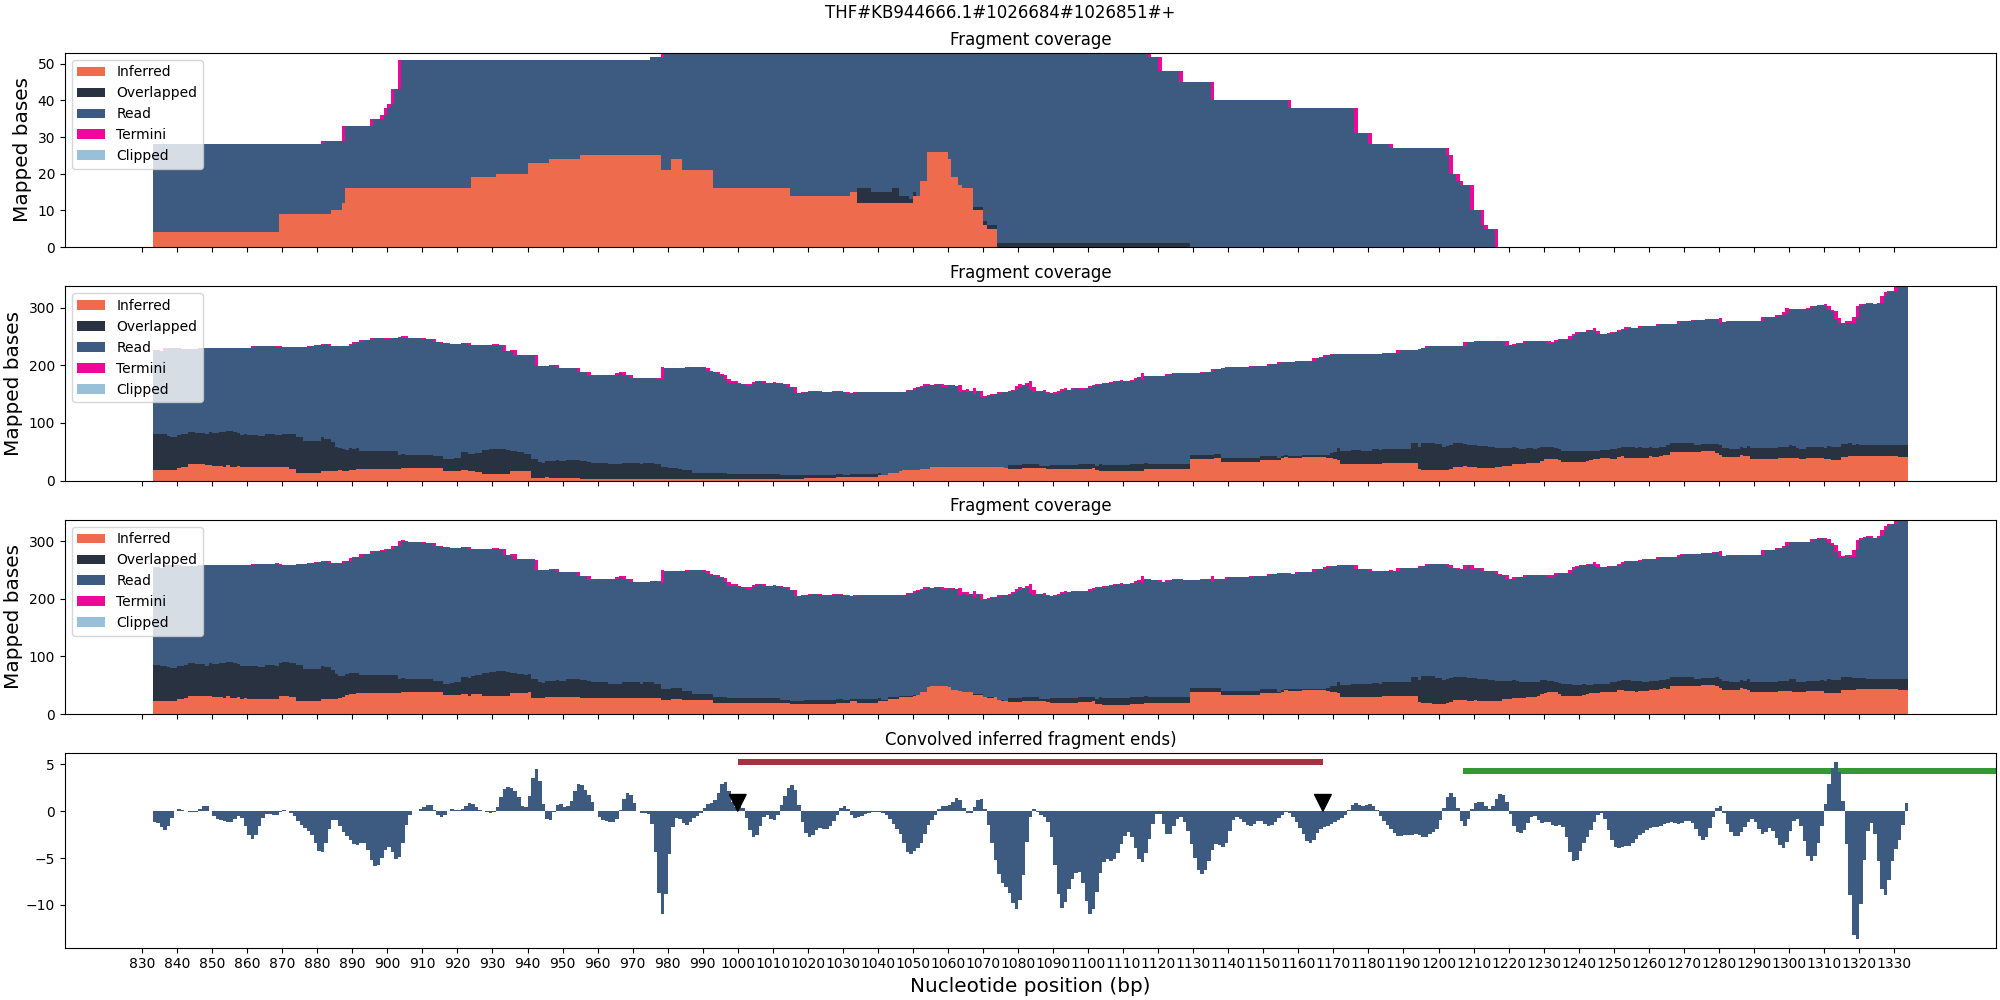 THF#KB944666.1#1026684#1026851#+
Fragment coverage
Mapped bases
50
40
30
20
10
0
Inferred
Overlapped
Read
Termini
Clipped
Fragment coverage
Mapped bases
300
200
100
0
Inferred
Overlapped
Read
Termini
Clipped
Fragment coverage
Mapped bases
300
200
100
0
Inferred
Overlapped
Read
Termini
Clipped
Convolved inferred fragment ends)
5
0
−5
−10
830 840 850 860 870 880 890 900 910 920 930 940 950 960 970 980 990 1000 1010 1020 1030 1040 1050 1060 1070 1080 1090 1100 1110 1120 1130 1140 1150 1160 1170 1180 1190 1200 1210 1220 1230 1240 1250 1260 1270 1280 1290 1300 1310 1320 1330
Nucleotide position (bp)